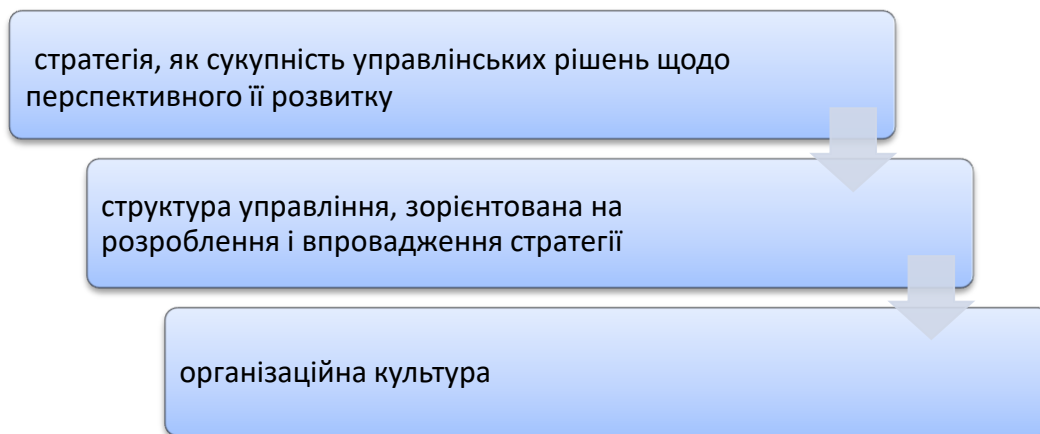 стратегія, як сукупність управлінських рішень щодо
перспективного її розвитку
структура управління, зорієнтована на
розроблення і впровадження стратегії
організаційна культура